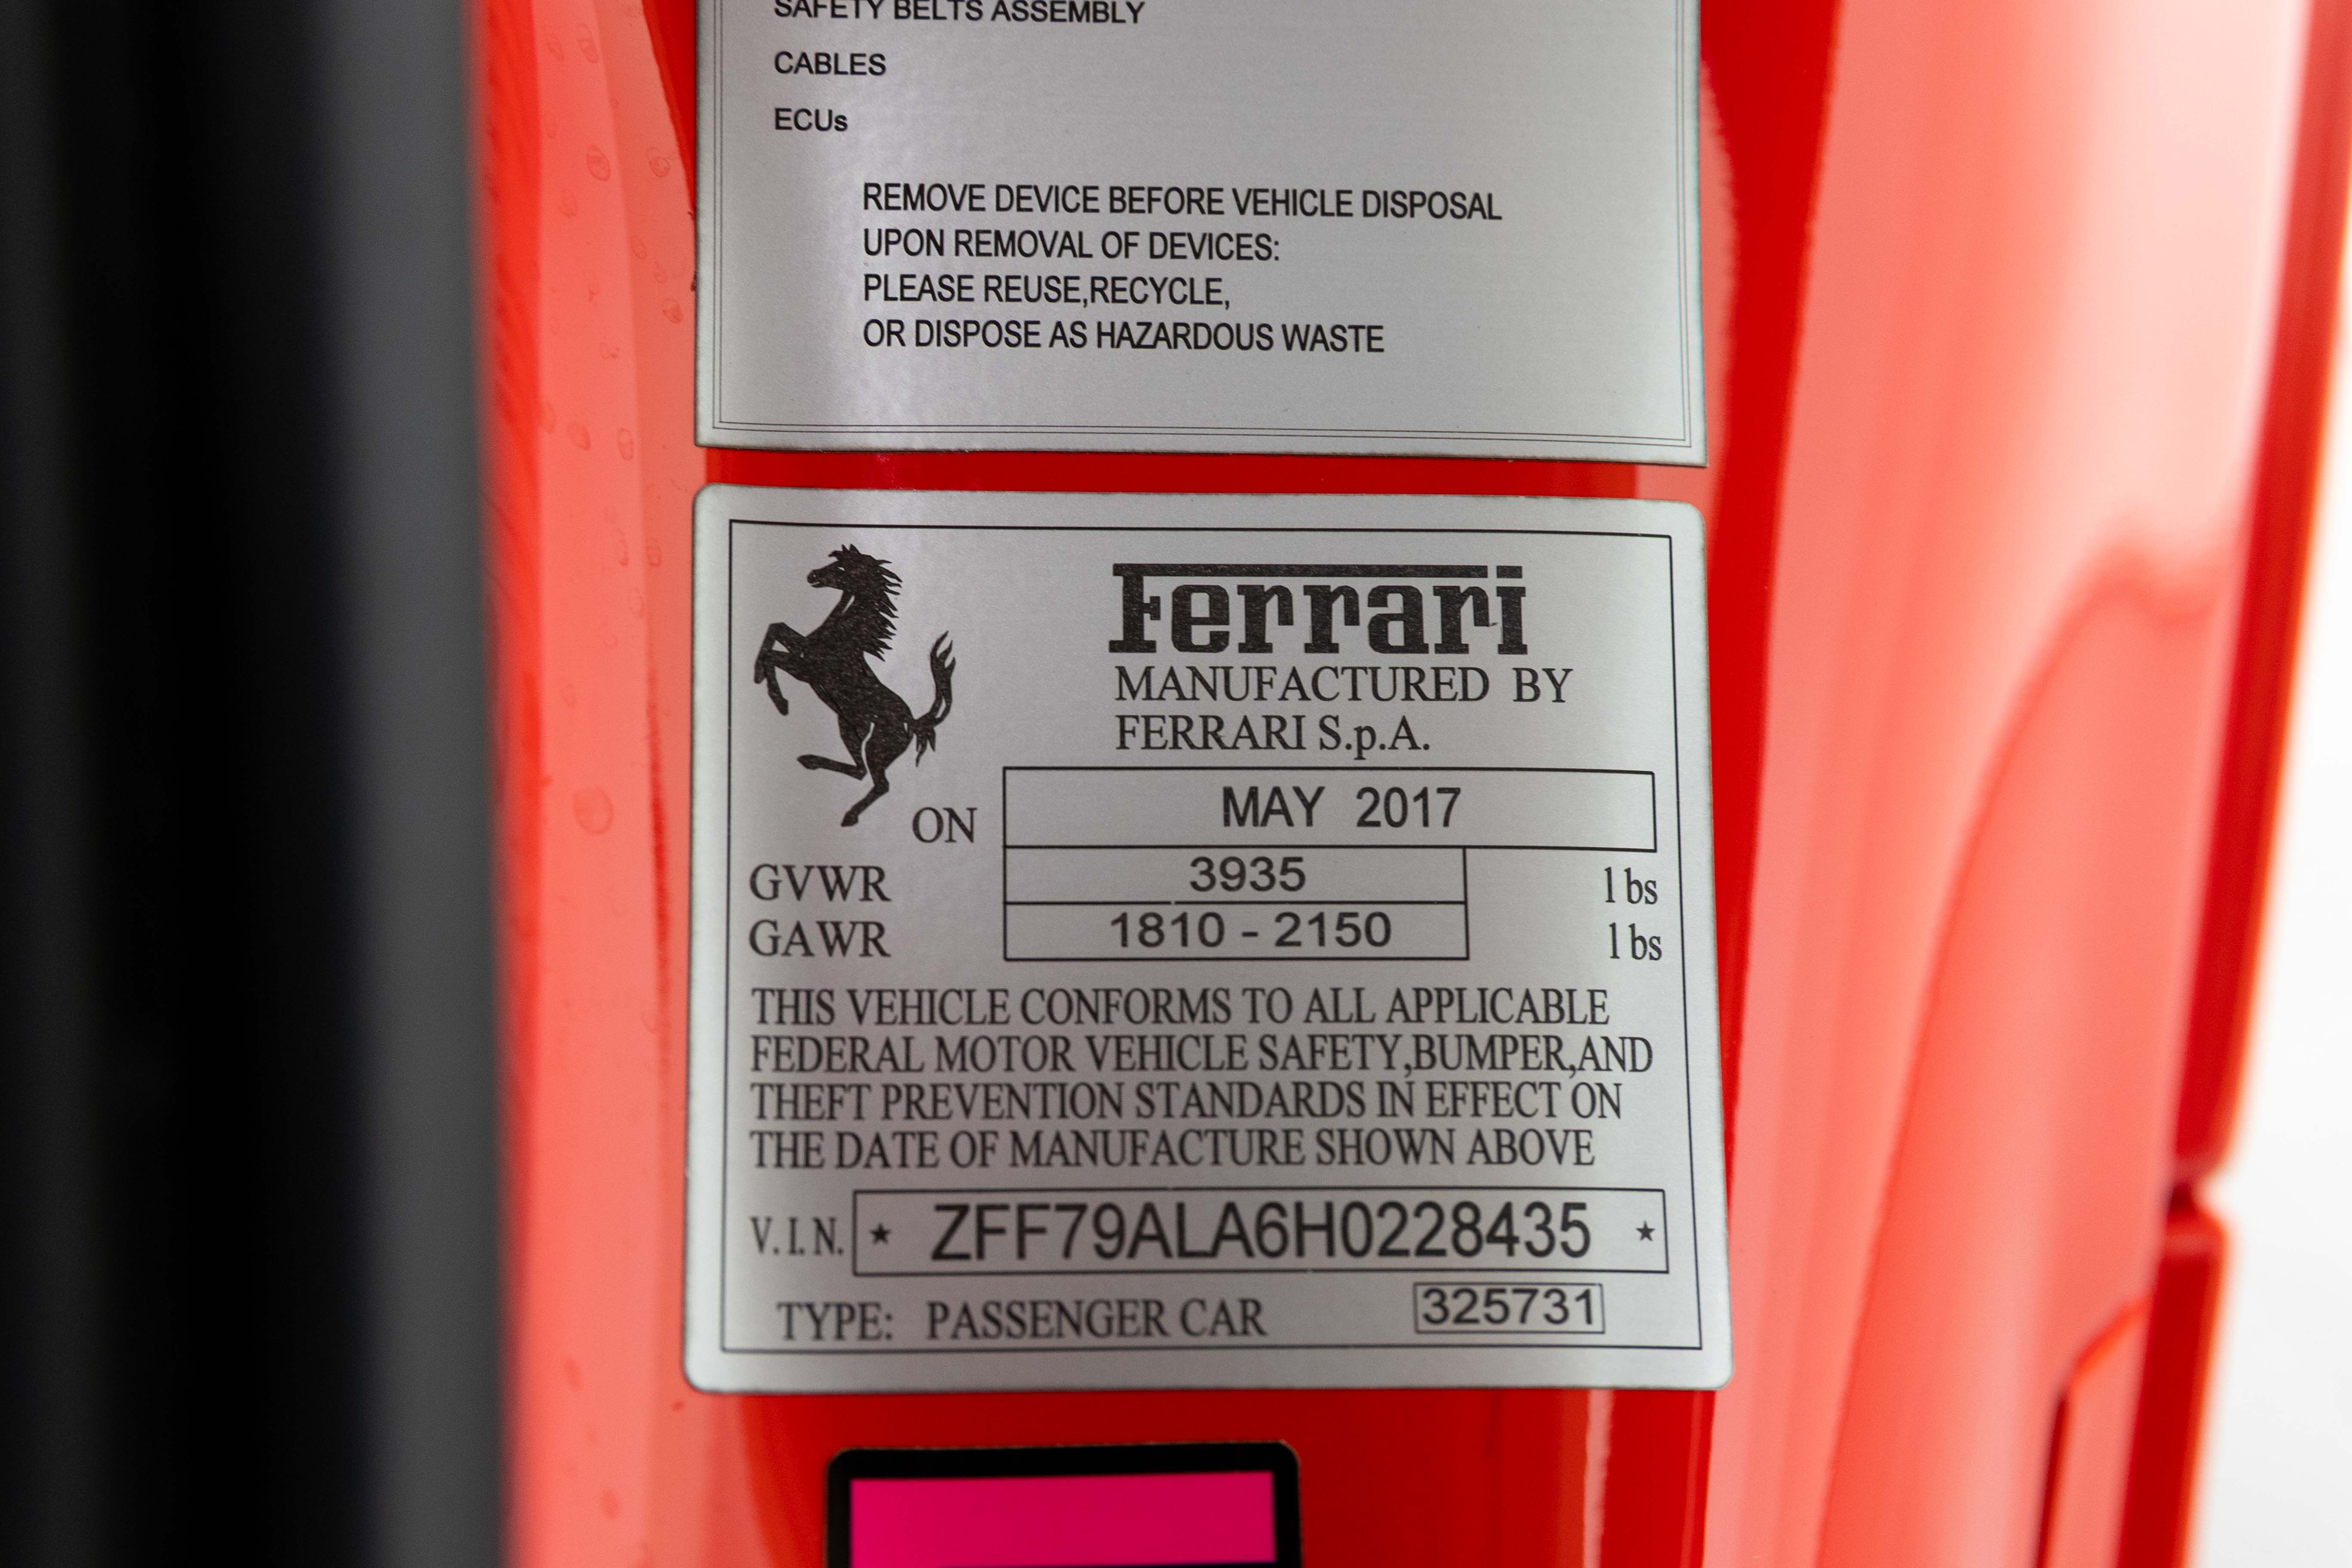 SAFETY BELTS ASSEMBLY
CABLES
ECUs
REMOVE DEVICE BEFORE VEHICLE DISPOSAL
UPON REMOVAL OF DEVICES:
PLEASE REUSE,RECYCLE,
OR DISPOSE AS HAZARDOUS WASTE
Ferrari
MANUFACTURED BY
FERRARI S.p.A.
ON MAY 2017
GVWR 3935 lbs
GAWR 1810 - 2150 lbs
THIS VEHICLE CONFORMS TO ALL APPLICABLE
FEDERAL MOTOR VEHICLE SAFETY,BUMPER,AND
THEFT PREVENTION STANDARDS IN EFFECT ON
THE DATE OF MANUFACTURE SHOWN ABOVE
V.I.N. ★ ZFF79ALA6H0228435 ★
TYPE: PASSENGER CAR 325731